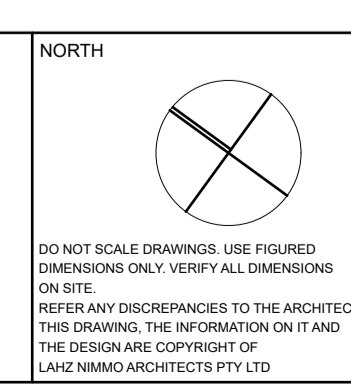 NORTH
DO NOT SCALE DRAWINGS. USE FIGURED
DIMENSIONS ONLY. VERIFY ALL DIMENSIONS
ON SITE.
REFER ANY DISCREPANCIES TO THE ARCHITEC
THIS DRAWING, THE INFORMATION ON IT AND
THE DESIGN ARE COPYRIGHT OF
LAHZ NIMMO ARCHITECTS PTY LTD